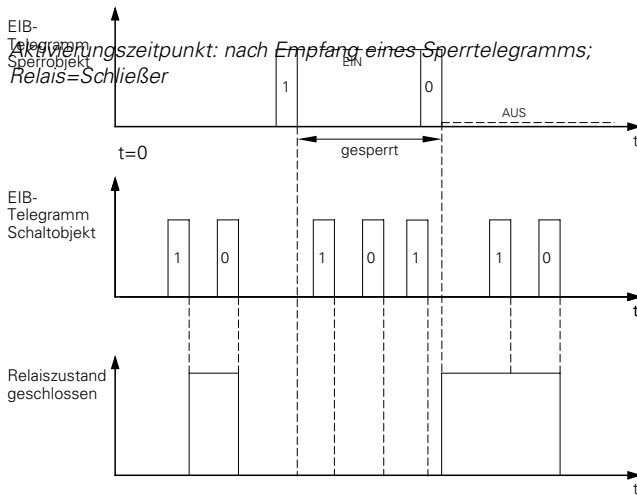 EIB-
Telegramm
Sperrobjekt
Aktivierungszeitpunkt: nach Empfang eines Sperrtelegramms;
Relais=Schließer
EIN
1
0
AUS
t
t=0
gesperrt
EIB-
Telegramm
Schaltobjekt
1
0
1
0
1
1
0
t
Relaiszustand
geschlossen
t